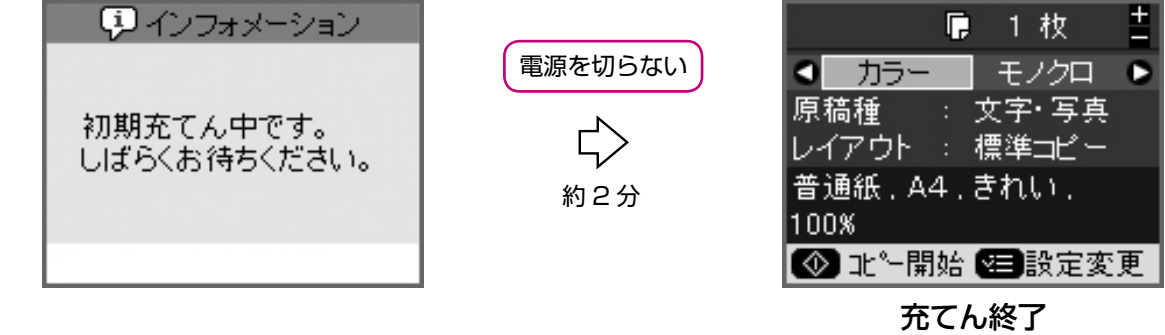 インフォメーション
初期充てん中です。
しばらくお待ちください。
電源を切らない
約2分
1 枚
カラー モノクロ
原稿種 : 文字・写真
レイアウト : 標準コピー
普通紙 , A4 , きれい ,
100%
コピー開始 設定変更
充てん終了